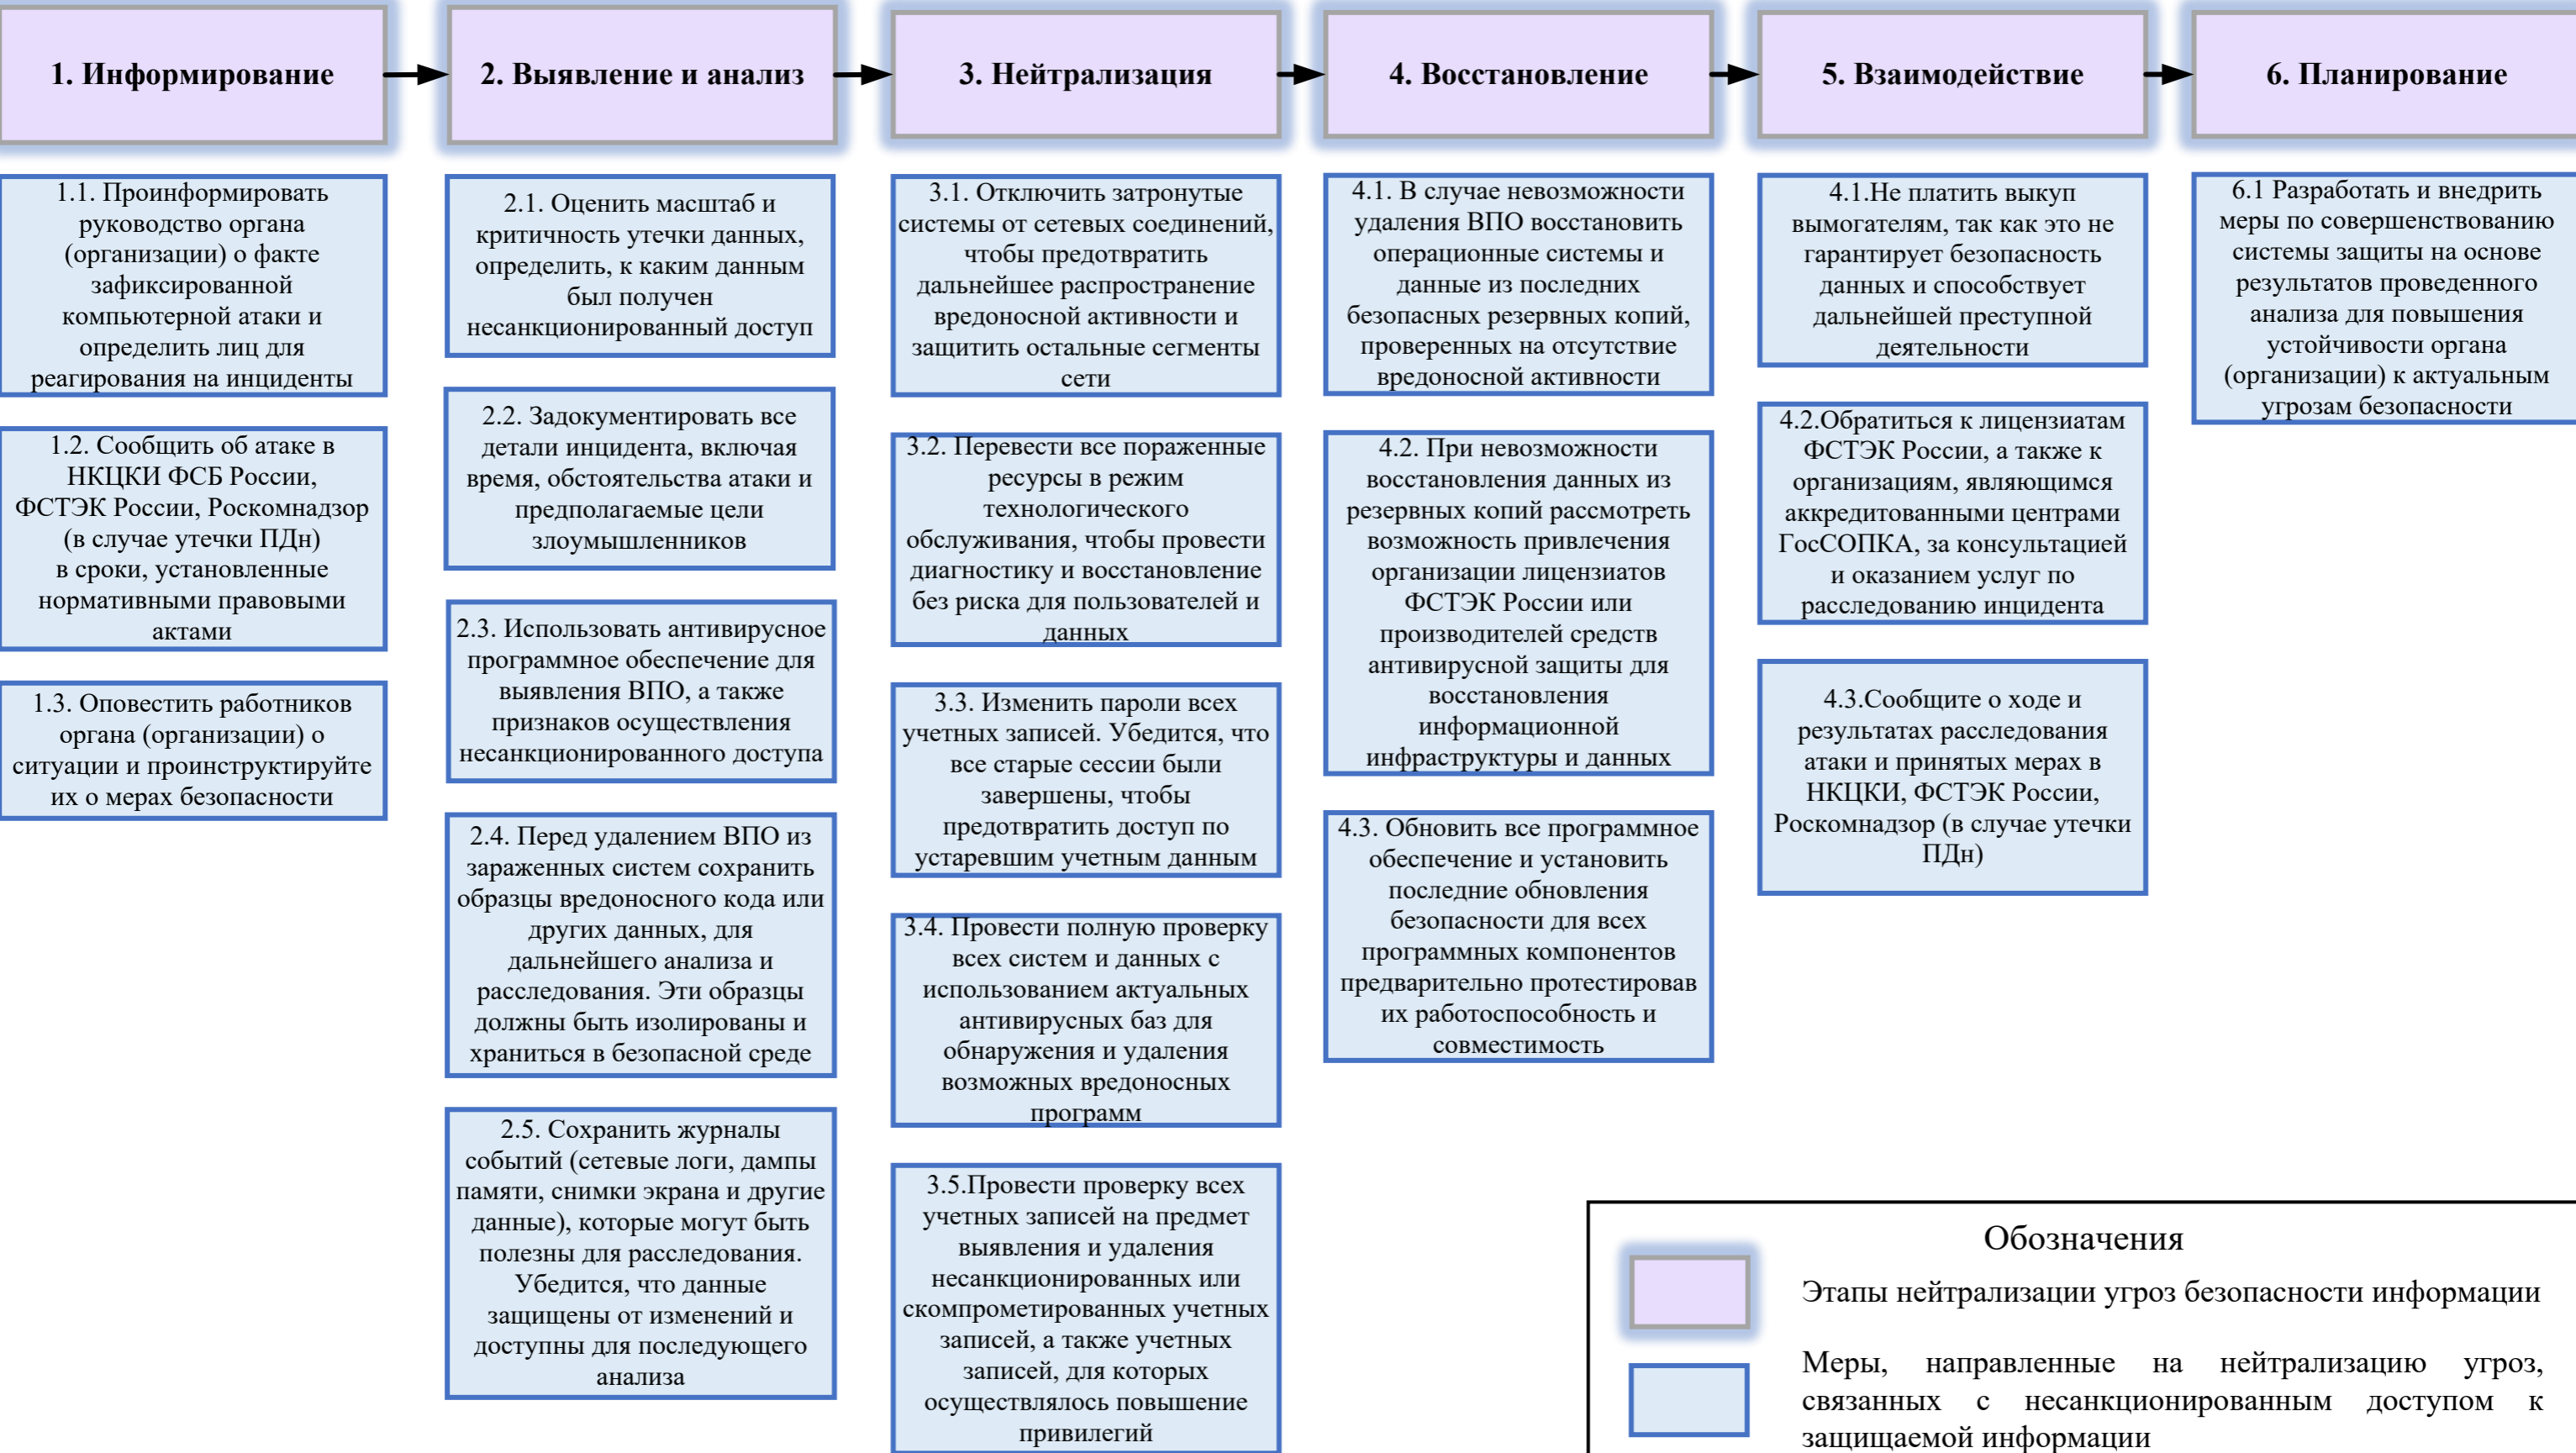 1. Информирование
2. Выявление и анализ
3. Нейтрализация
4. Восстановление
5. Взаимодействие
6. Планирование
1.1. Проинформировать
руководство органа
(организации) о факте
зафиксированной
компьютерной атаки и
определить лиц для
реагирования на инциденты
1.2. Сообщить об атаке в
НКЦКИ ФСБ России,
ФСТЭК России, Роскомнадзор
(в случае утечки ПДн)
в сроки, установленные
нормативными правовыми
актами
1.3. Оповестить работников
органа (организации) о
ситуации и проинструктируйте
их о мерах безопасности
2.1. Оценить масштаб и
критичность утечки данных,
определить, к каким данным
был получен
несанкционированный доступ
2.2. Задокументировать все
детали инцидента, включая
время, обстоятельства атаки и
предполагаемые цели
злоумышленников
2.3. Использовать антивирусное
программное обеспечение для
выявления ВПО, а также
признаков осуществления
несанкционированного доступа
2.4. Перед удалением ВПО из
зараженных систем сохранить
образцы вредоносного кода или
других данных, для
дальнейшего анализа и
расследования. Эти образцы
должны быть изолированы и
храниться в безопасной среде
2.5. Сохранить журналы
событий (сетевые логи, дампы
памяти, снимки экрана и другие
данные), которые могут быть
полезны для расследования.
Убедится, что данные
защищены от изменений и
доступны для последующего
анализа
3.1. Отключить затронутые
системы от сетевых соединений,
чтобы предотвратить
дальнейшее распространение
вредоносной активности и
защитить остальные сегменты
сети
3.2. Перевести все пораженные
ресурсы в режим
технологического
обслуживания, чтобы провести
диагностику и восстановление
без риска для пользователей и
данных
3.3. Изменить пароли всех
учетных записей. Убедится, что
все старые сессии были
завершены, чтобы
предотвратить доступ по
устаревшим учетным данным
3.4. Провести полную проверку
всех систем и данных с
использованием актуальных
антивирусных баз для
обнаружения и удаления
возможных вредоносных
программ
3.5.Провести проверку всех
учетных записей на предмет
выявления и удаления
несанкционированных или
скомпрометированных учетных
записей, а также учетных
записей, для которых
осуществлялось повышение
привилегий
4.1. В случае невозможности
удаления ВПО восстановить
операционные системы и
данные из последних
безопасных резервных копий,
проверенных на отсутствие
вредоносной активности
4.2. При невозможности
восстановления данных из
резервных копий рассмотреть
возможность привлечения
организации лицензиатов
ФСТЭК России или
производителей средств
антивирусной защиты для
восстановления
информационной
инфраструктуры и данных
4.3. Обновить все программное
обеспечение и установить
последние обновления
безопасности для всех
программных компонентов
предварительно протестировав
их работоспособность и
совместимость
4.1.Не платить выкуп
вымогателям, так как это не
гарантирует безопасность
данных и способствует
дальнейшей преступной
деятельности
4.2.Обратиться к лицензиатам
ФСТЭК России, а также к
организациям, являющимся
аккредитованными центрами
ГосСОПКА, за консультацией
и оказанием услуг по
расследованию инцидента
4.3.Сообщите о ходе и
результатах расследования
атаки и принятых мерах в
НКЦКИ, ФСТЭК России,
Роскомнадзор (в случае утечки
ПДн)
6.1 Разработать и внедрить
меры по совершенствованию
системы защиты на основе
результатов проведенного
анализа для повышения
устойчивости органа
(организации) к актуальным
угрозам безопасности
Обозначения
Этапы нейтрализации угроз безопасности информации
Меры, направленные на нейтрализацию угроз,
связанных с несанкционированным доступом к
защищаемой информации